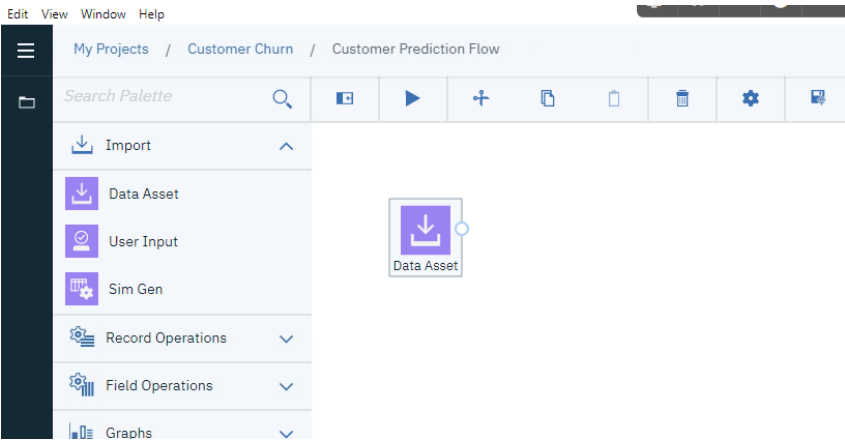 Edit View Window Help
My Projects / Customer Churn / Customer Prediction Flow
Search Palette
Import
Data Asset
User Input
Sim Gen
Record Operations
Field Operations
Graphs
Data Asset